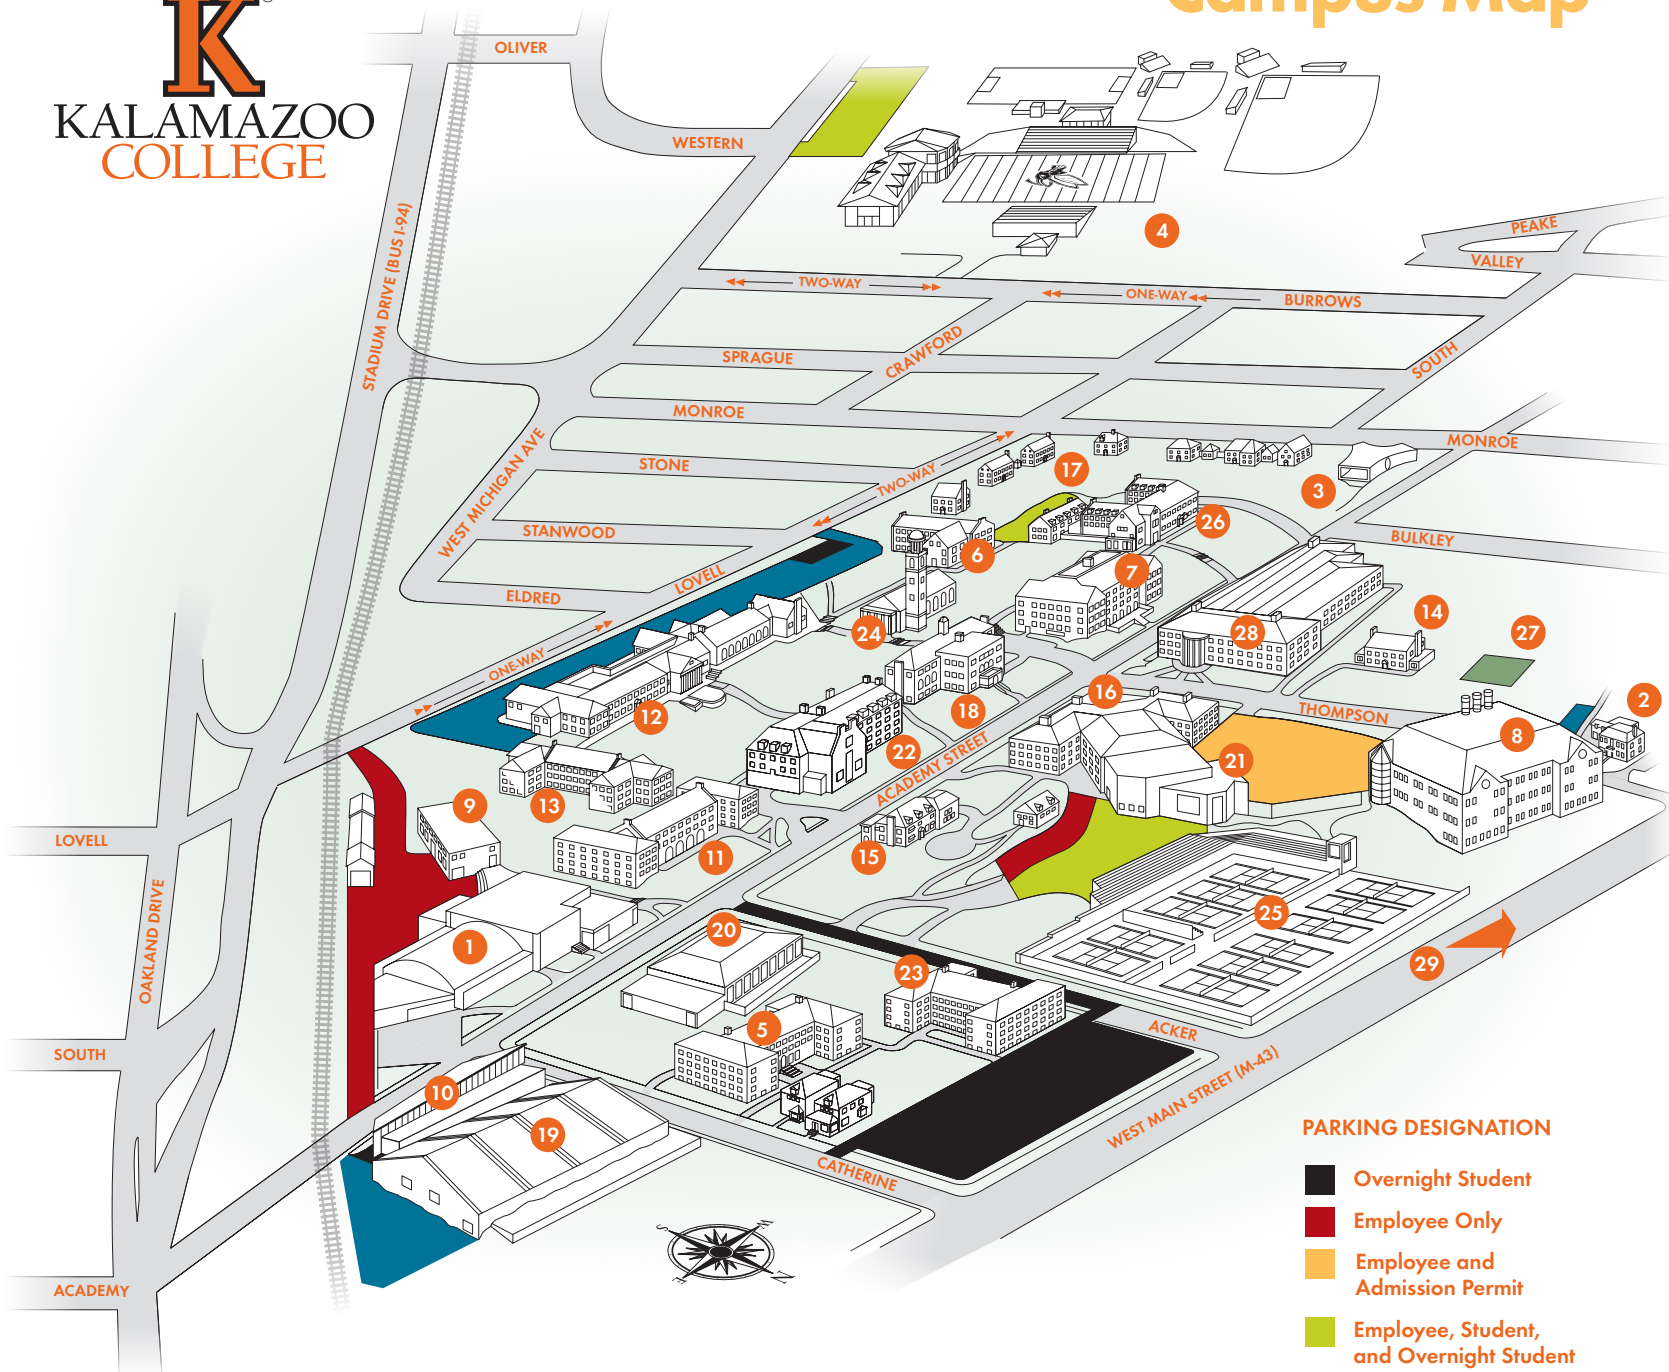 Campus Map
K
KALAMAZOO
COLLEGE
OLIVER
WESTERN
STADIUM DRIVE (BUS I-94)
4
PEAKE
VALLEY
TWO-WAY
ONE-WAY
BURROWS
SPRAGUE
CRAWFORD
SOUTH
MONROE
MONROE
WEST MICHIGAN AVE
STONE
TWO-WAY
17
3
STANWOOD
26
BULKLEY
6
7
LOVELL
ELDRED
24
28
14
27
ONE-WAY
12
18
16
THOMPSON
2
8
22
ACADEMY STREET
21
13
9
11
15
LOVELL
OAKLAND DRIVE
1
20
25
23
29
5
ACKER
SOUTH
10
19
WEST MAIN STREET (M-43)
CATHERINE
S
W
E
N
ACADEMY
PARKING DESIGNATION
Overnight Student
Employee Only
Employee and
Admission Permit
Employee, Student,
and Overnight Student